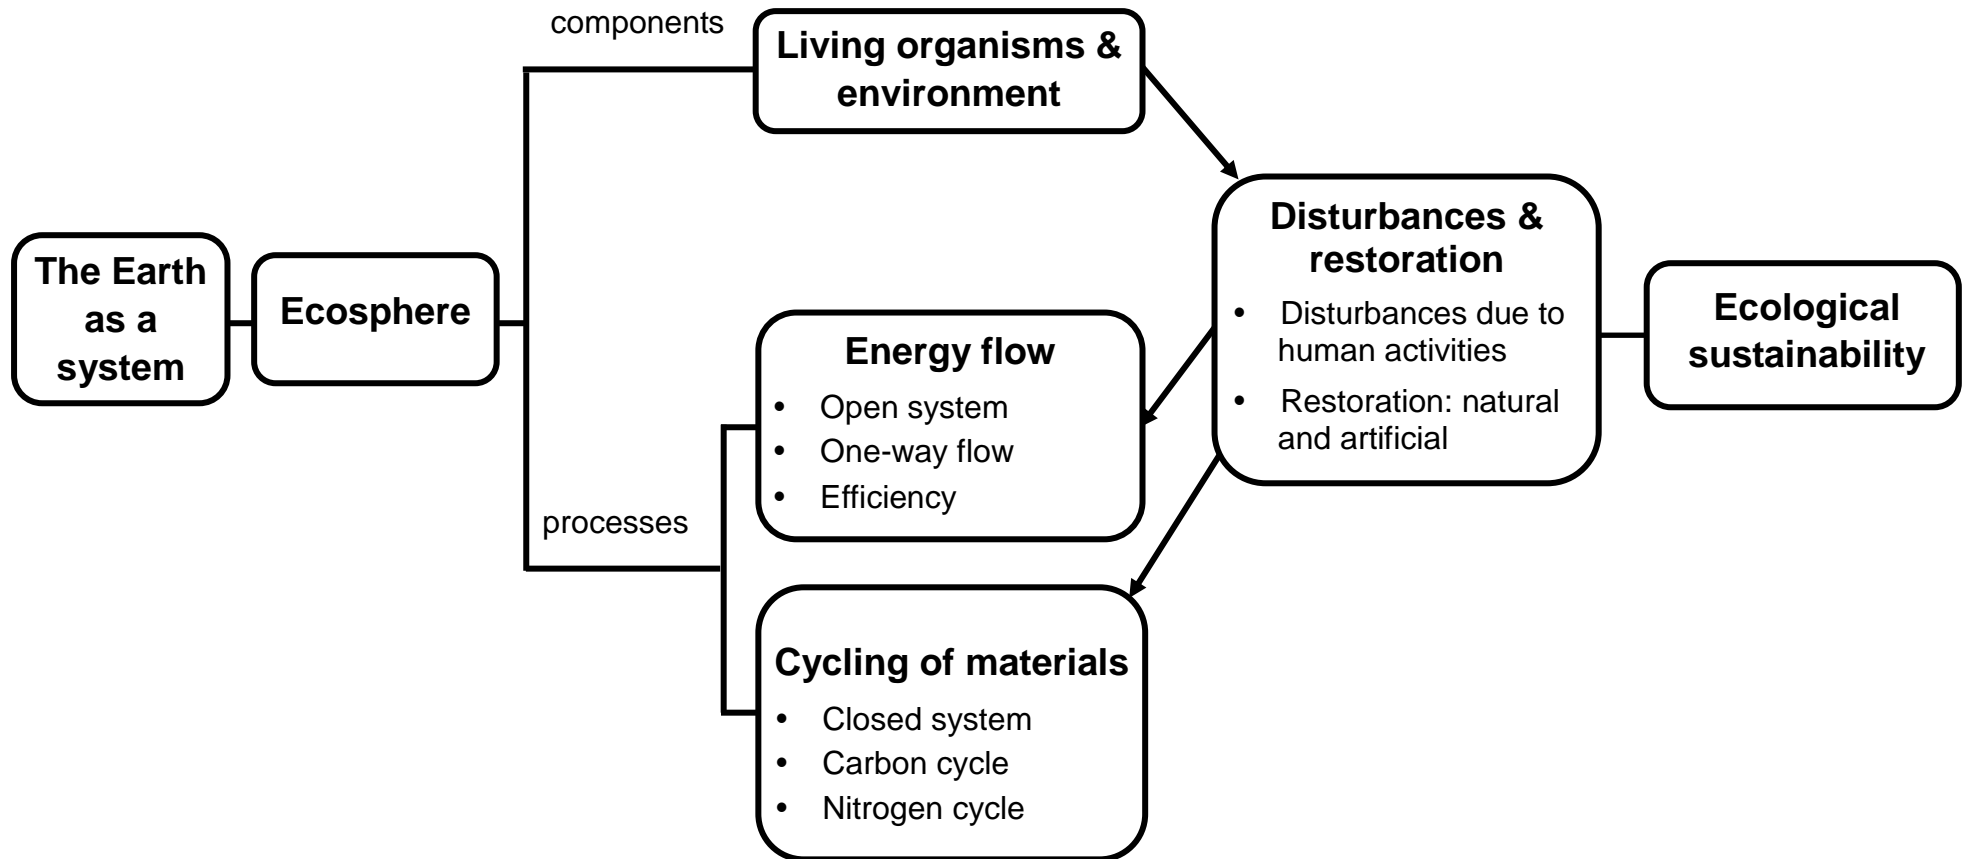 components
Living organisms &
environment
The Earth
as a
system
Ecosphere
processes
Energy flow
• Open system
• One-way flow
• Efficiency
Cycling of materials
• Closed system
• Carbon cycle
• Nitrogen cycle
Disturbances &
restoration
• Disturbances due to
human activities
• Restoration: natural
and artificial
Ecological
sustainability